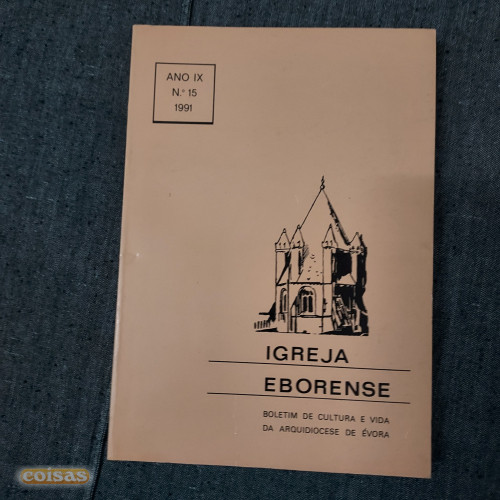 ANO IX
N.º 15
1991
IGREJA
EBORENSE
BOLETIM DE CULTURA E VIDA
DA ARQUIDIOCESE DE ÉVORA
coisas